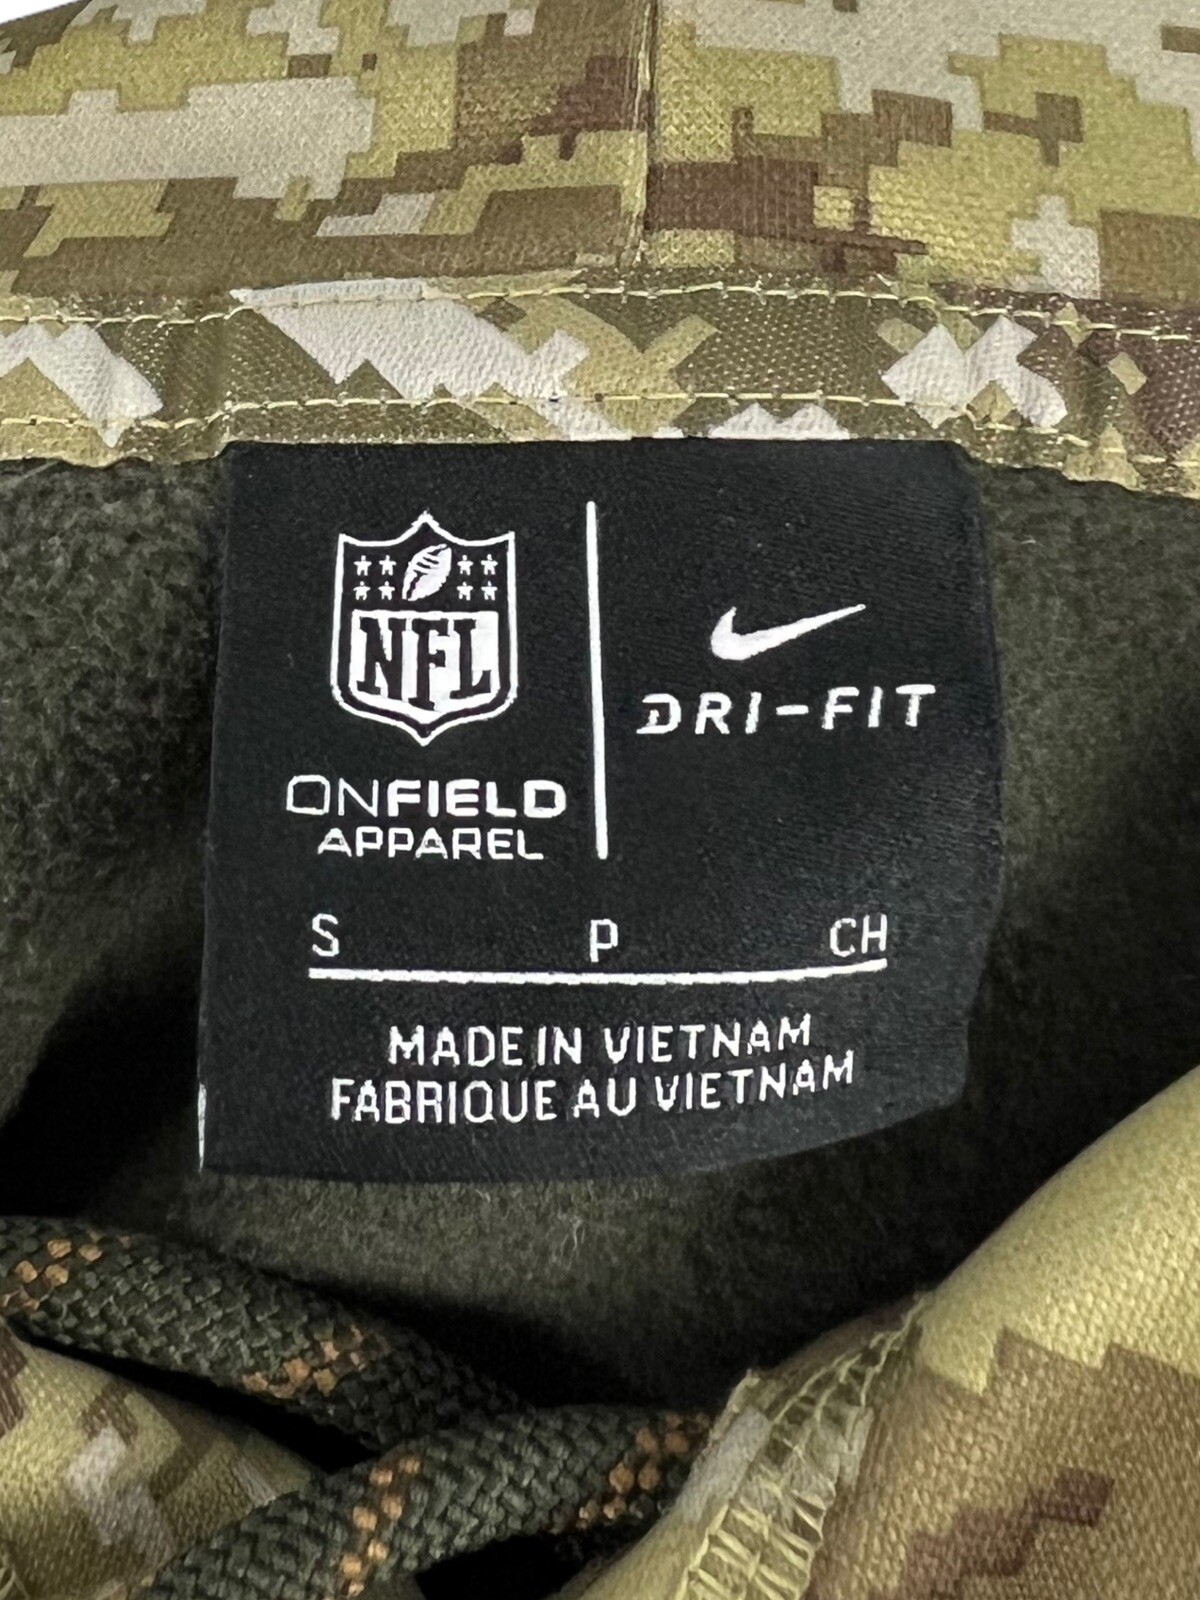 NFL
ONFIELD
APPAREL
DRI-FIT
S P CH
MADE IN VIETNAM
FABRIQUE AU VIETNAM